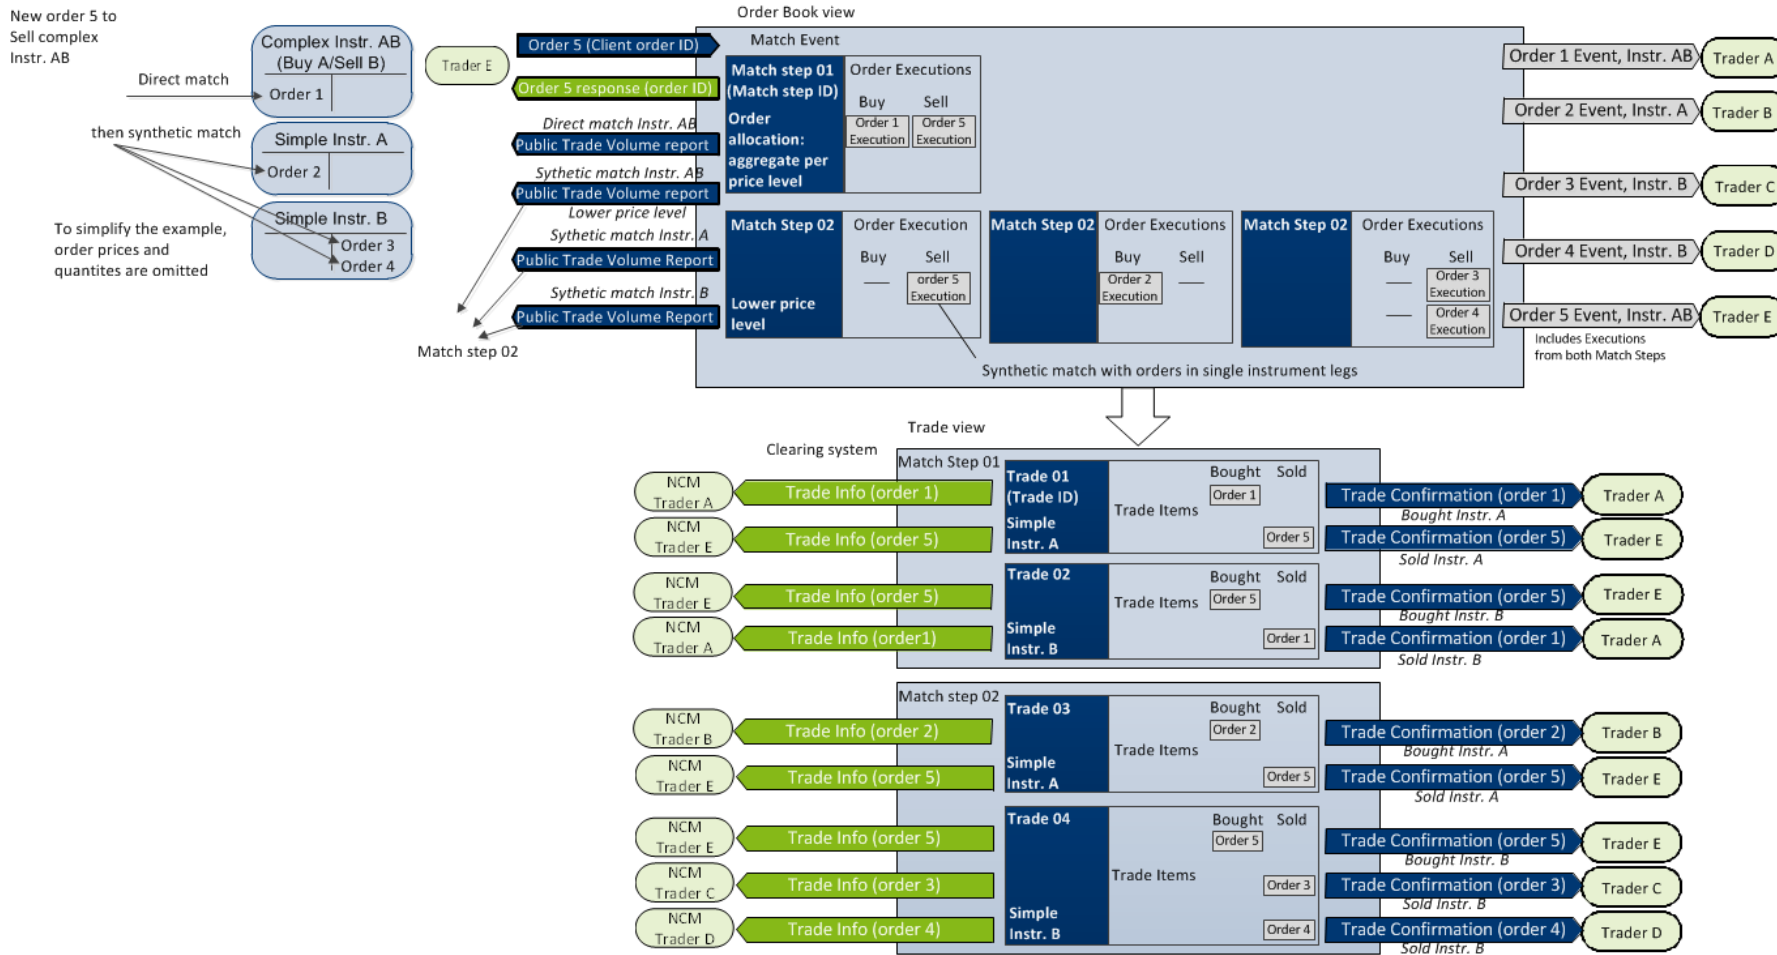 New order 5 to
Sell complex
Instr. AB
Direct match
then synthetic match
To simplify the example,
order prices and
quantites are omitted
Complex Instr. AB
(Buy A/Sell B)
Order 1
Simple Instr. A
Order 2
Simple Instr. B
Order 3
Order 4
Trader E
Order 5 (Client order ID)
Order 5 response (order ID)
Direct match Instr. AB
Public Trade Volume report
Sythetic match Instr. AB
Public Trade Volume report
Lower price level
Sythetic match Instr. A
Public Trade Volume Report
Sythetic match Instr. B
Public Trade Volume Report
Match step 02
Order Book view
Match Event
Match step 01
(Match step ID)
Order
allocation:
aggregate per
price level
Order Executions
Buy Sell
Order 1
Execution
Order 5
Execution
Match Step 02
Lower price
level
Order Execution
Buy Sell
order 5
Execution
Match Step 02
Order Executions
Buy Sell
Order 2
Execution
Match Step 02
Order Executions
Buy Sell
Order 3
Execution
Order 4
Execution
Synthetic match with orders in single instrument legs
Order 1 Event, Instr. AB
Trader A
Order 2 Event, Instr. A
Trader B
Order 3 Event, Instr. B
Trader C
Order 4 Event, Instr. B
Trader D
Order 5 Event, Instr. AB
Trader E
Includes Executions
from both Match Steps
Trade view
Clearing system
Match Step 01
NCM
Trader A
Trade Info (order 1)
NCM
Trader E
Trade Info (order 5)
Trade 01
(Trade ID)
Simple
Instr. A
Trade Items
Bought Sold
Order 1
Order 5
Trade Confirmation (order 1)
Trader A
Bought Instr. A
Trade Confirmation (order 5)
Trader E
Sold Instr. A
NCM
Trader E
Trade Info (order 5)
NCM
Trader A
Trade Info (order1)
Trade 02
Simple
Instr. B
Trade Items
Bought Sold
Order 5
Order 1
Trade Confirmation (order 5)
Trader E
Bought Instr. B
Trade Confirmation (order 1)
Trader A
Sold Instr. B
Match step 02
NCM
Trader B
Trade Info (order 2)
NCM
Trader E
Trade Info (order 5)
Trade 03
Simple
Instr. A
Trade Items
Bought Sold
Order 2
Order 5
Trade Confirmation (order 2)
Trader B
Bought Instr. A
Trade Confirmation (order 5)
Trader E
Sold Instr. A
NCM
Trader E
Trade Info (order 5)
NCM
Trader C
Trade Info (order 3)
NCM
Trader D
Trade Info (order 4)
Trade 04
Simple
Instr. B
Trade Items
Bought Sold
Order 5
Order 3
Order 4
Trade Confirmation (order 5)
Trader E
Bought Instr. B
Trade Confirmation (order 3)
Trader C
Sold Instr. B
Trade Confirmation (order 4)
Trader D
Sold Instr. B